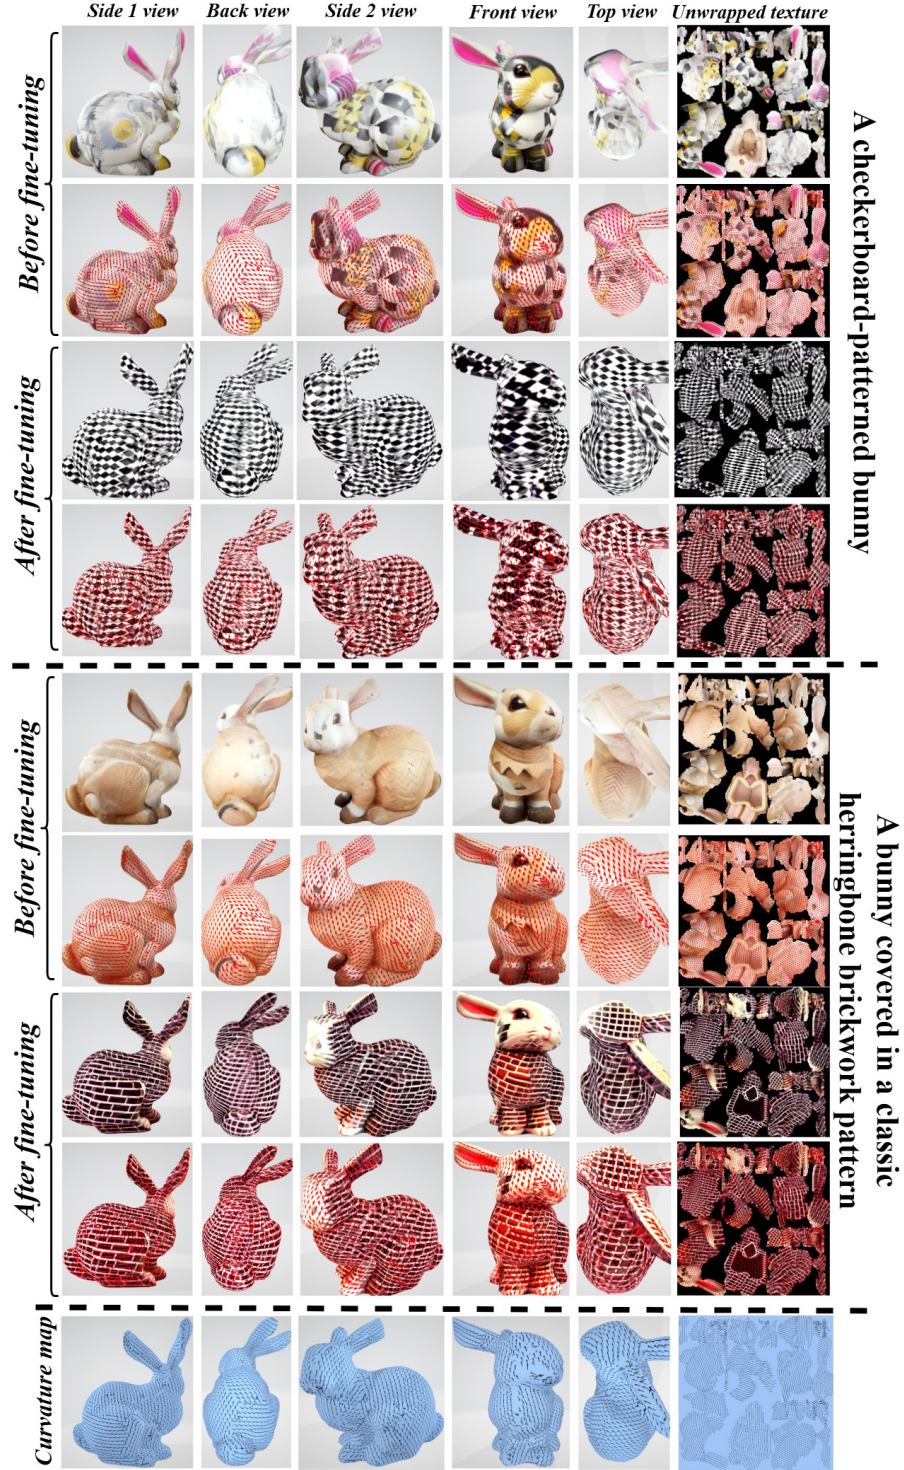 Side 1 view Back view Side 2 view Front view Top view Unwrapped texture
Before fine-tuning
After fine-tuning
A checkerboard-patterned bunny
Before fine-tuning
After fine-tuning
A bunny covered in a classic
herringbone brickwork pattern
Curvature map